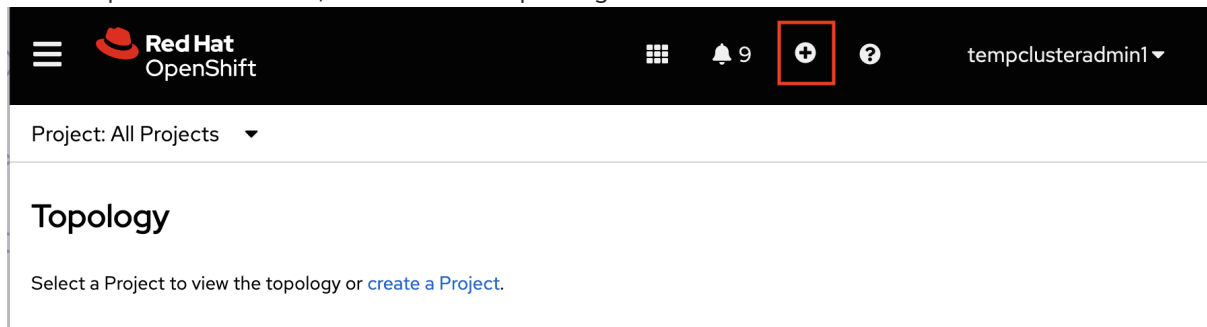 Red Hat
OpenShift
9
tempclusteradmin1
Project: All Projects
Topology
Select a Project to view the topology or create a Project.